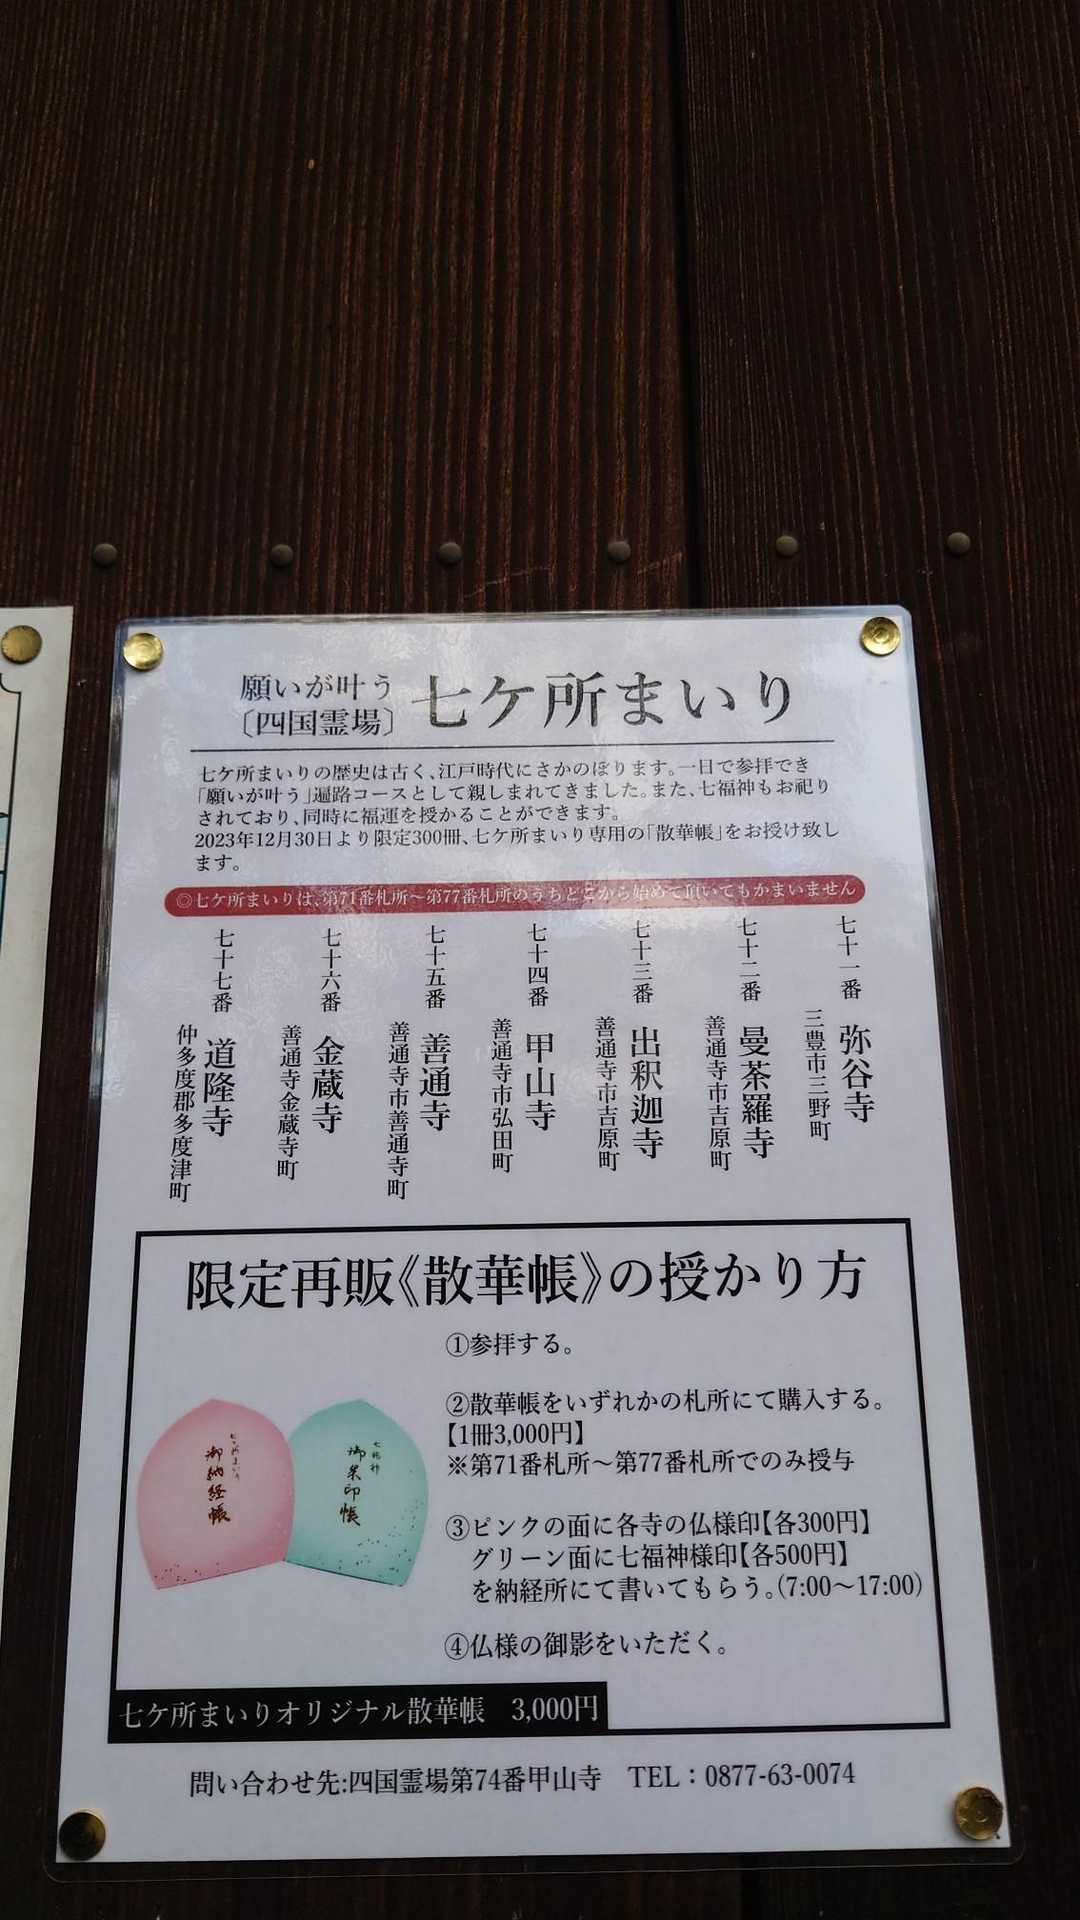 願いが叶う
〔四国霊場〕
七ケ所まいり
七ケ所まいりの歴史は古く、江戸時代にさかのぼります。一日で参拝でき
「願いが叶う」遍路コースとして親しまれてきました。また、七福神もお祀り
されており、同時に福運を授かることができます。
2023年12月30日より限定300冊、七ケ所まいり専用の「散華帳」をお授け致し
ます。
◎七ケ所まいりは、第71番札所～第77番札所のうちどこから始めて頂いてもかまいません
七十一番 弥谷寺
三豊市三野町
七十二番 曼荼羅寺
善通寺市吉原町
七十三番 出釈迦寺
善通寺市吉原町
七十四番 甲山寺
善通寺市弘田町
七十五番 善通寺
善通寺市善通寺町
七十六番 金蔵寺
善通寺金蔵寺町
七十七番 道隆寺
仲多度郡多度津町
限定再販《散華帳》の授かり方
①参拝する。
②散華帳をいずれかの札所にて購入する。
【1冊3,000円】
※第71番札所～第77番札所でのみ授与
③ピンクの面に各寺の仏様印【各300円】
グリーン面に七福神様印【各500円】
を納経所にて書いてもらう。(7:00～17:00)
④仏様の御影をいただく。
七ヶ所まいり
御納経帳
七福神
御朱印帳
七ケ所まいりオリジナル散華帳 3,000円
問い合わせ先:四国霊場第74番甲山寺 TEL：0877-63-0074